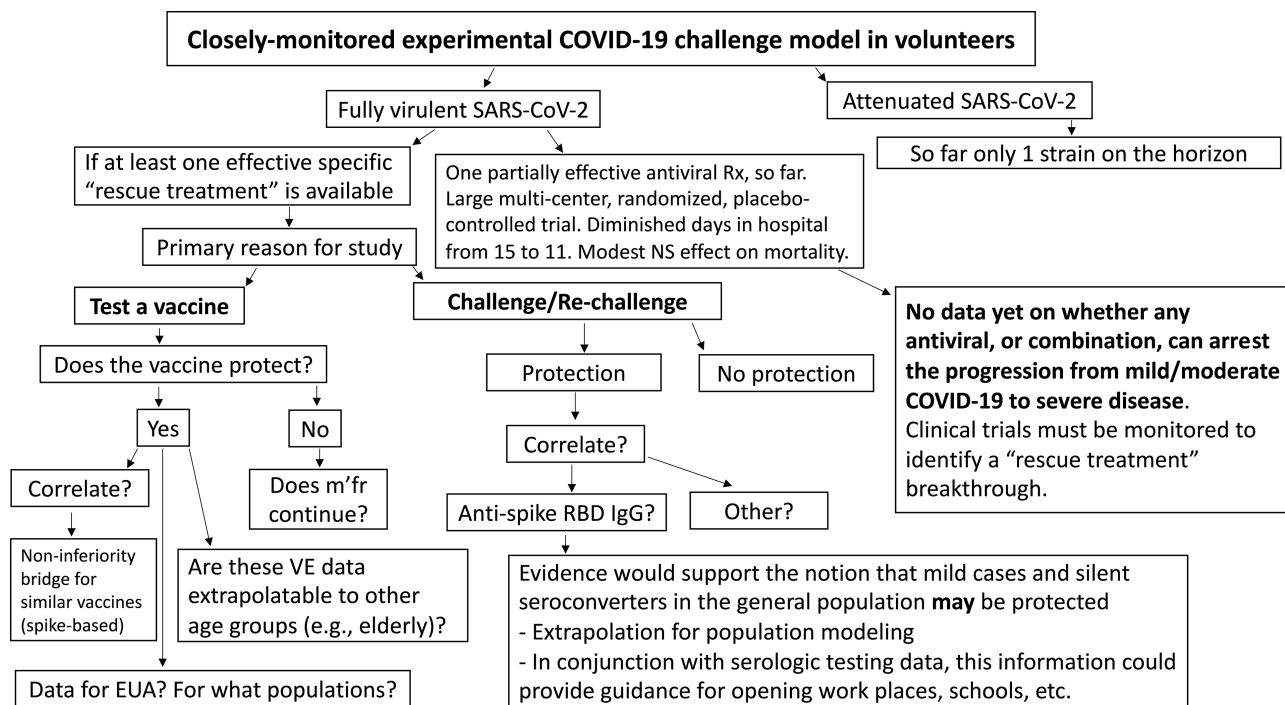 Closely-monitored experimental COVID-19 challenge model in volunteers
Fully virulent SARS-CoV-2
Attenuated SARS-CoV-2
So far only 1 strain on the horizon
If at least one effective specific
“rescue treatment” is available
One partially effective antiviral Rx, so far.
Large multi-center, randomized, placebo-
controlled trial. Diminished days in hospital
from 15 to 11. Modest NS effect on mortality.
Primary reason for study
Test a vaccine
Challenge/Re-challenge
No data yet on whether any
antiviral, or combination, can arrest
the progression from mild/moderate
COVID-19 to severe disease.
Clinical trials must be monitored to
identify a “rescue treatment”
breakthrough.
Does the vaccine protect?
Protection
No protection
Yes
No
Correlate?
Correlate?
Does m’fr
continue?
Anti-spike RBD IgG?
Other?
Non-inferiority
bridge for
similar vaccines
(spike-based)
Are these VE data
extrapolatable to other
age groups (e.g., elderly)?
Evidence would support the notion that mild cases and silent
seroconverters in the general population may be protected
- Extrapolation for population modeling
- In conjunction with serologic testing data, this information could
provide guidance for opening work places, schools, etc.
Data for EUA? For what populations?